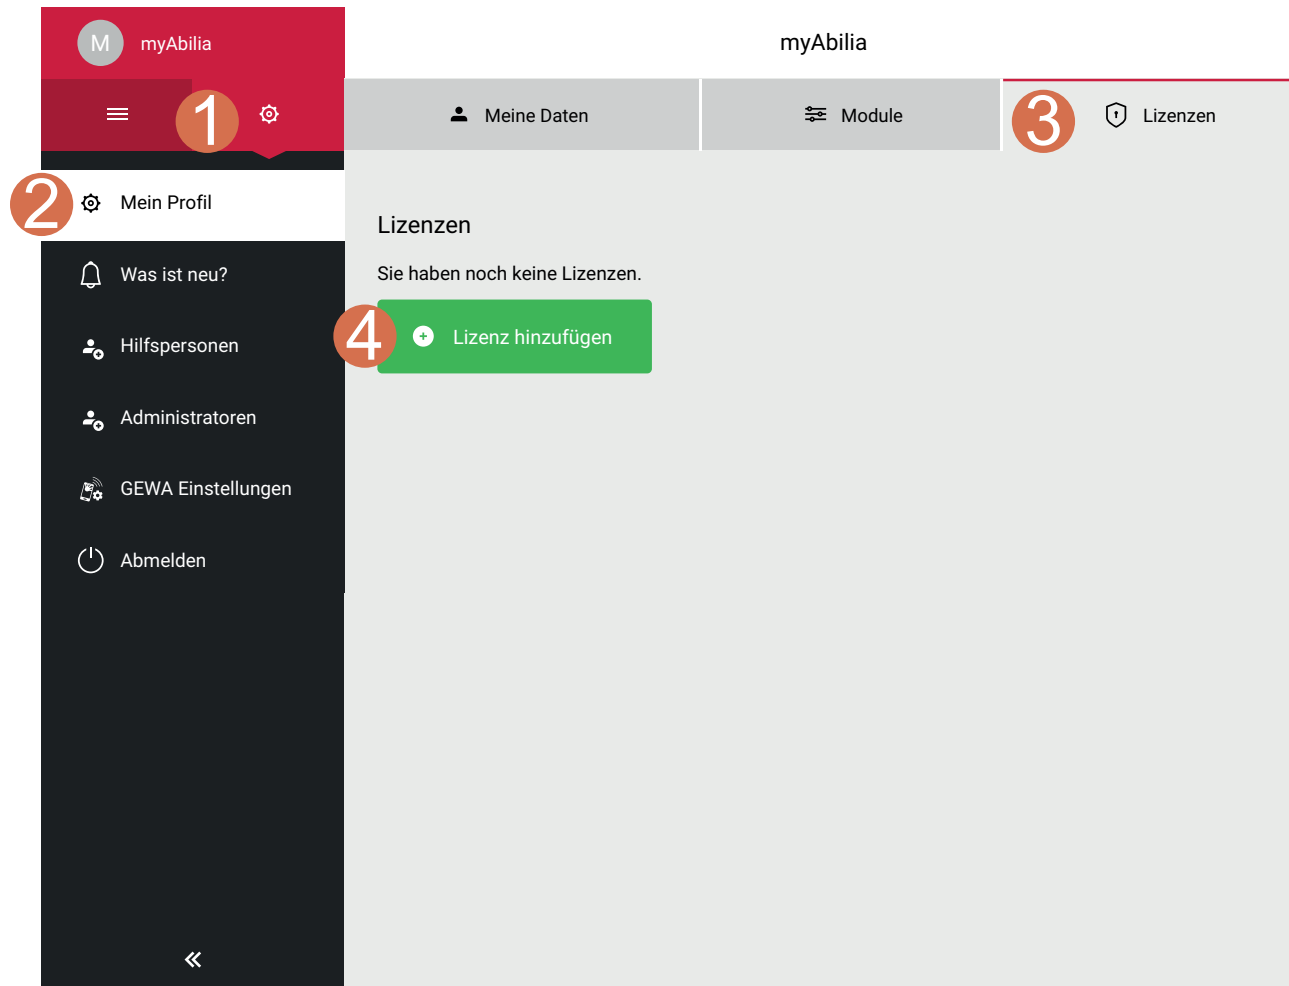 M myAbilia
myAbilia
1
Meine Daten
Module
3 Lizenzen
2 Mein Profil
Was ist neu?
Hilfspersonen
Administratoren
GEWA Einstellungen
Abmelden
Lizenzen
Sie haben noch keine Lizenzen.
4 Lizenz hinzufügen